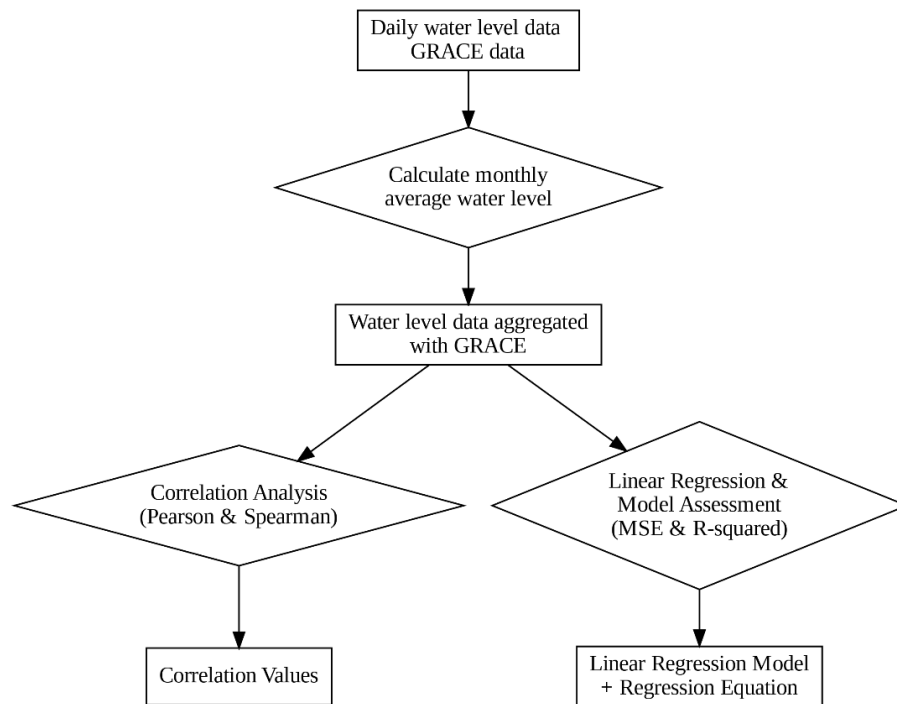 Daily water level data
GRACE data
Calculate monthly
average water level
Water level data aggregated
with GRACE
Correlation Analysis
(Pearson & Spearman)
Linear Regression &
Model Assessment
(MSE & R-squared)
Correlation Values
Linear Regression Model
+ Regression Equation